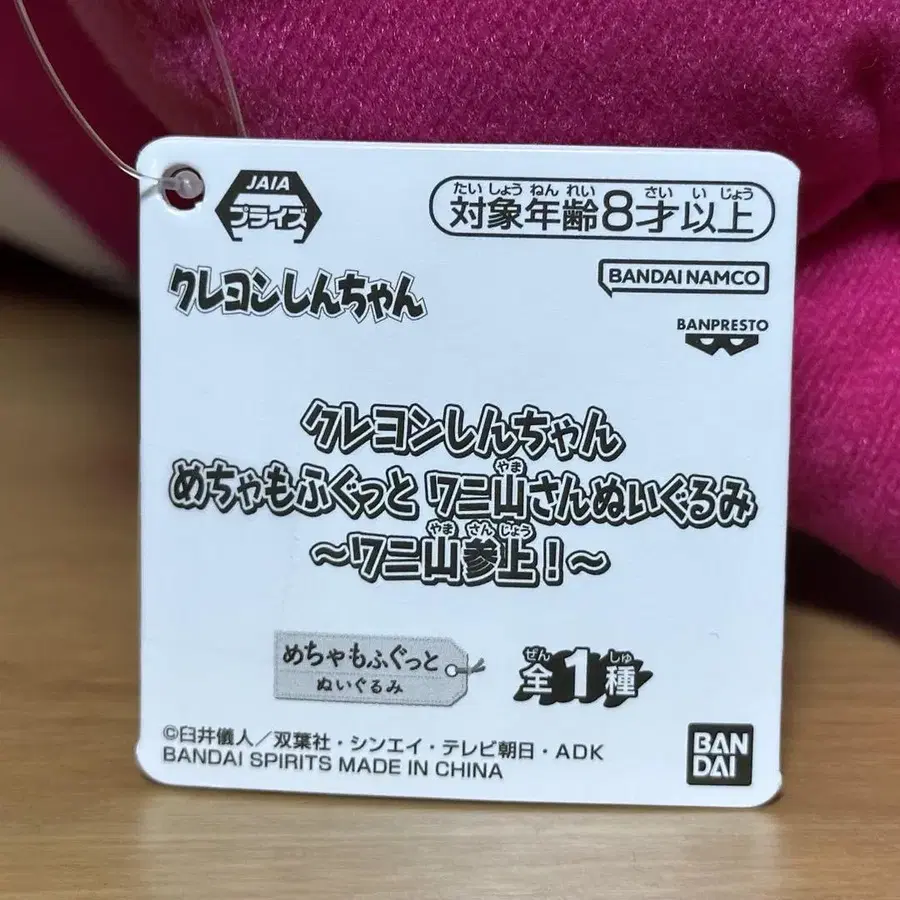 JAIA
プライズ
たいしょうねんれい さいいじょう
対象年齢8才以上
クレヨンしんちゃん
BANDAI NAMCO
BANPRESTO
クレヨンしんちゃん
めちゃもふぐっと ワニ山さんぬいぐるみ
やま
~ワニ山参上!~
やま さんじょう
めちゃもふぐっと
ぬいぐるみ
全1種
ぜん しゅ
©臼井儀人/双葉社・シンエイ・テレビ朝日・ADK
BANDAI SPIRITS MADE IN CHINA
BAN
DAI